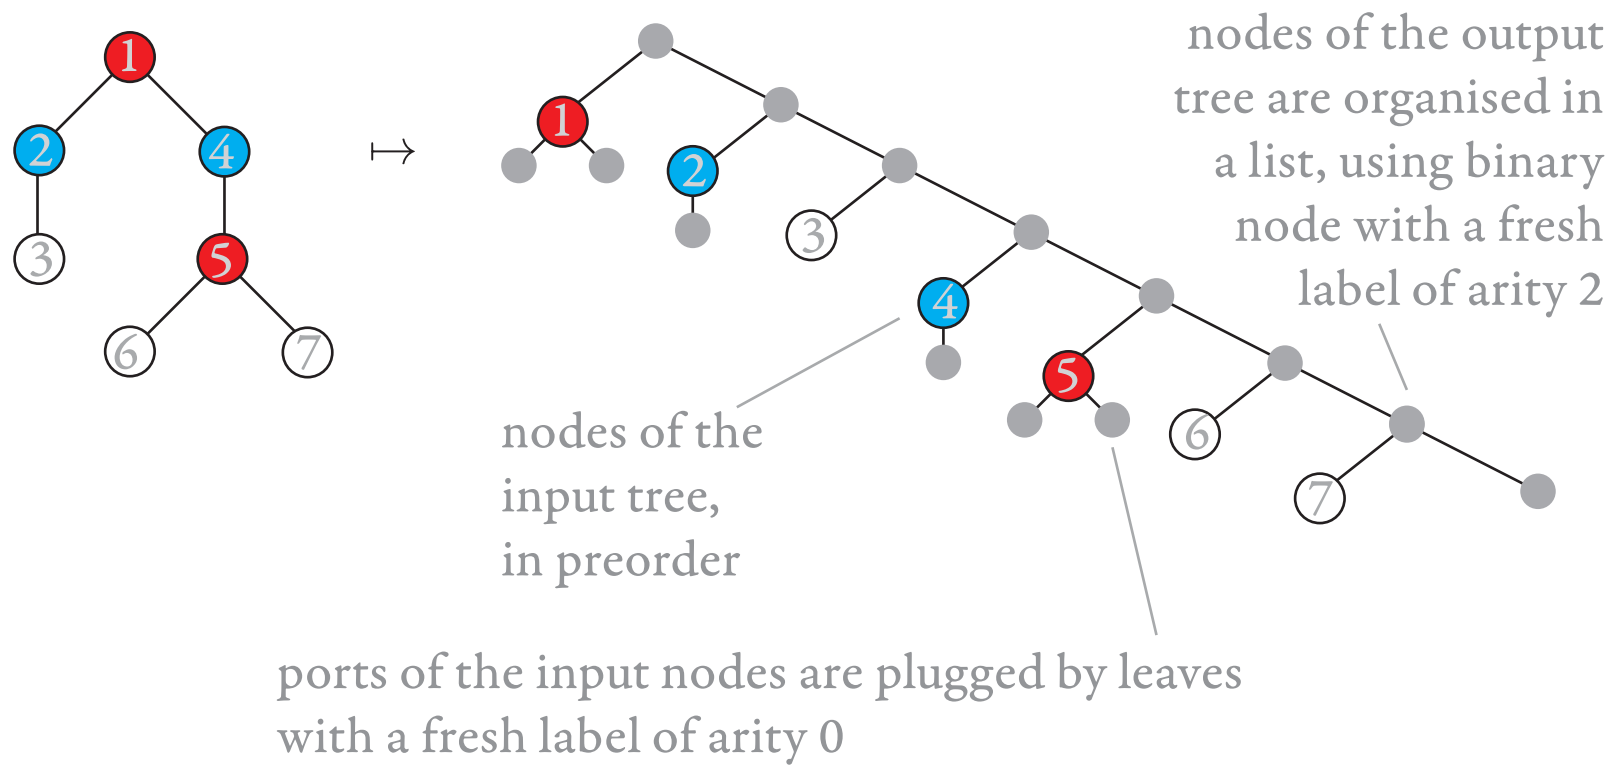 1
2
4
3
5
6
7
↦
1
2
3
4
5
6
7
nodes of the output
tree are organised in
a list, using binary
node with a fresh
label of arity 2
nodes of the
input tree,
in preorder
ports of the input nodes are plugged by leaves
with a fresh label of arity 0